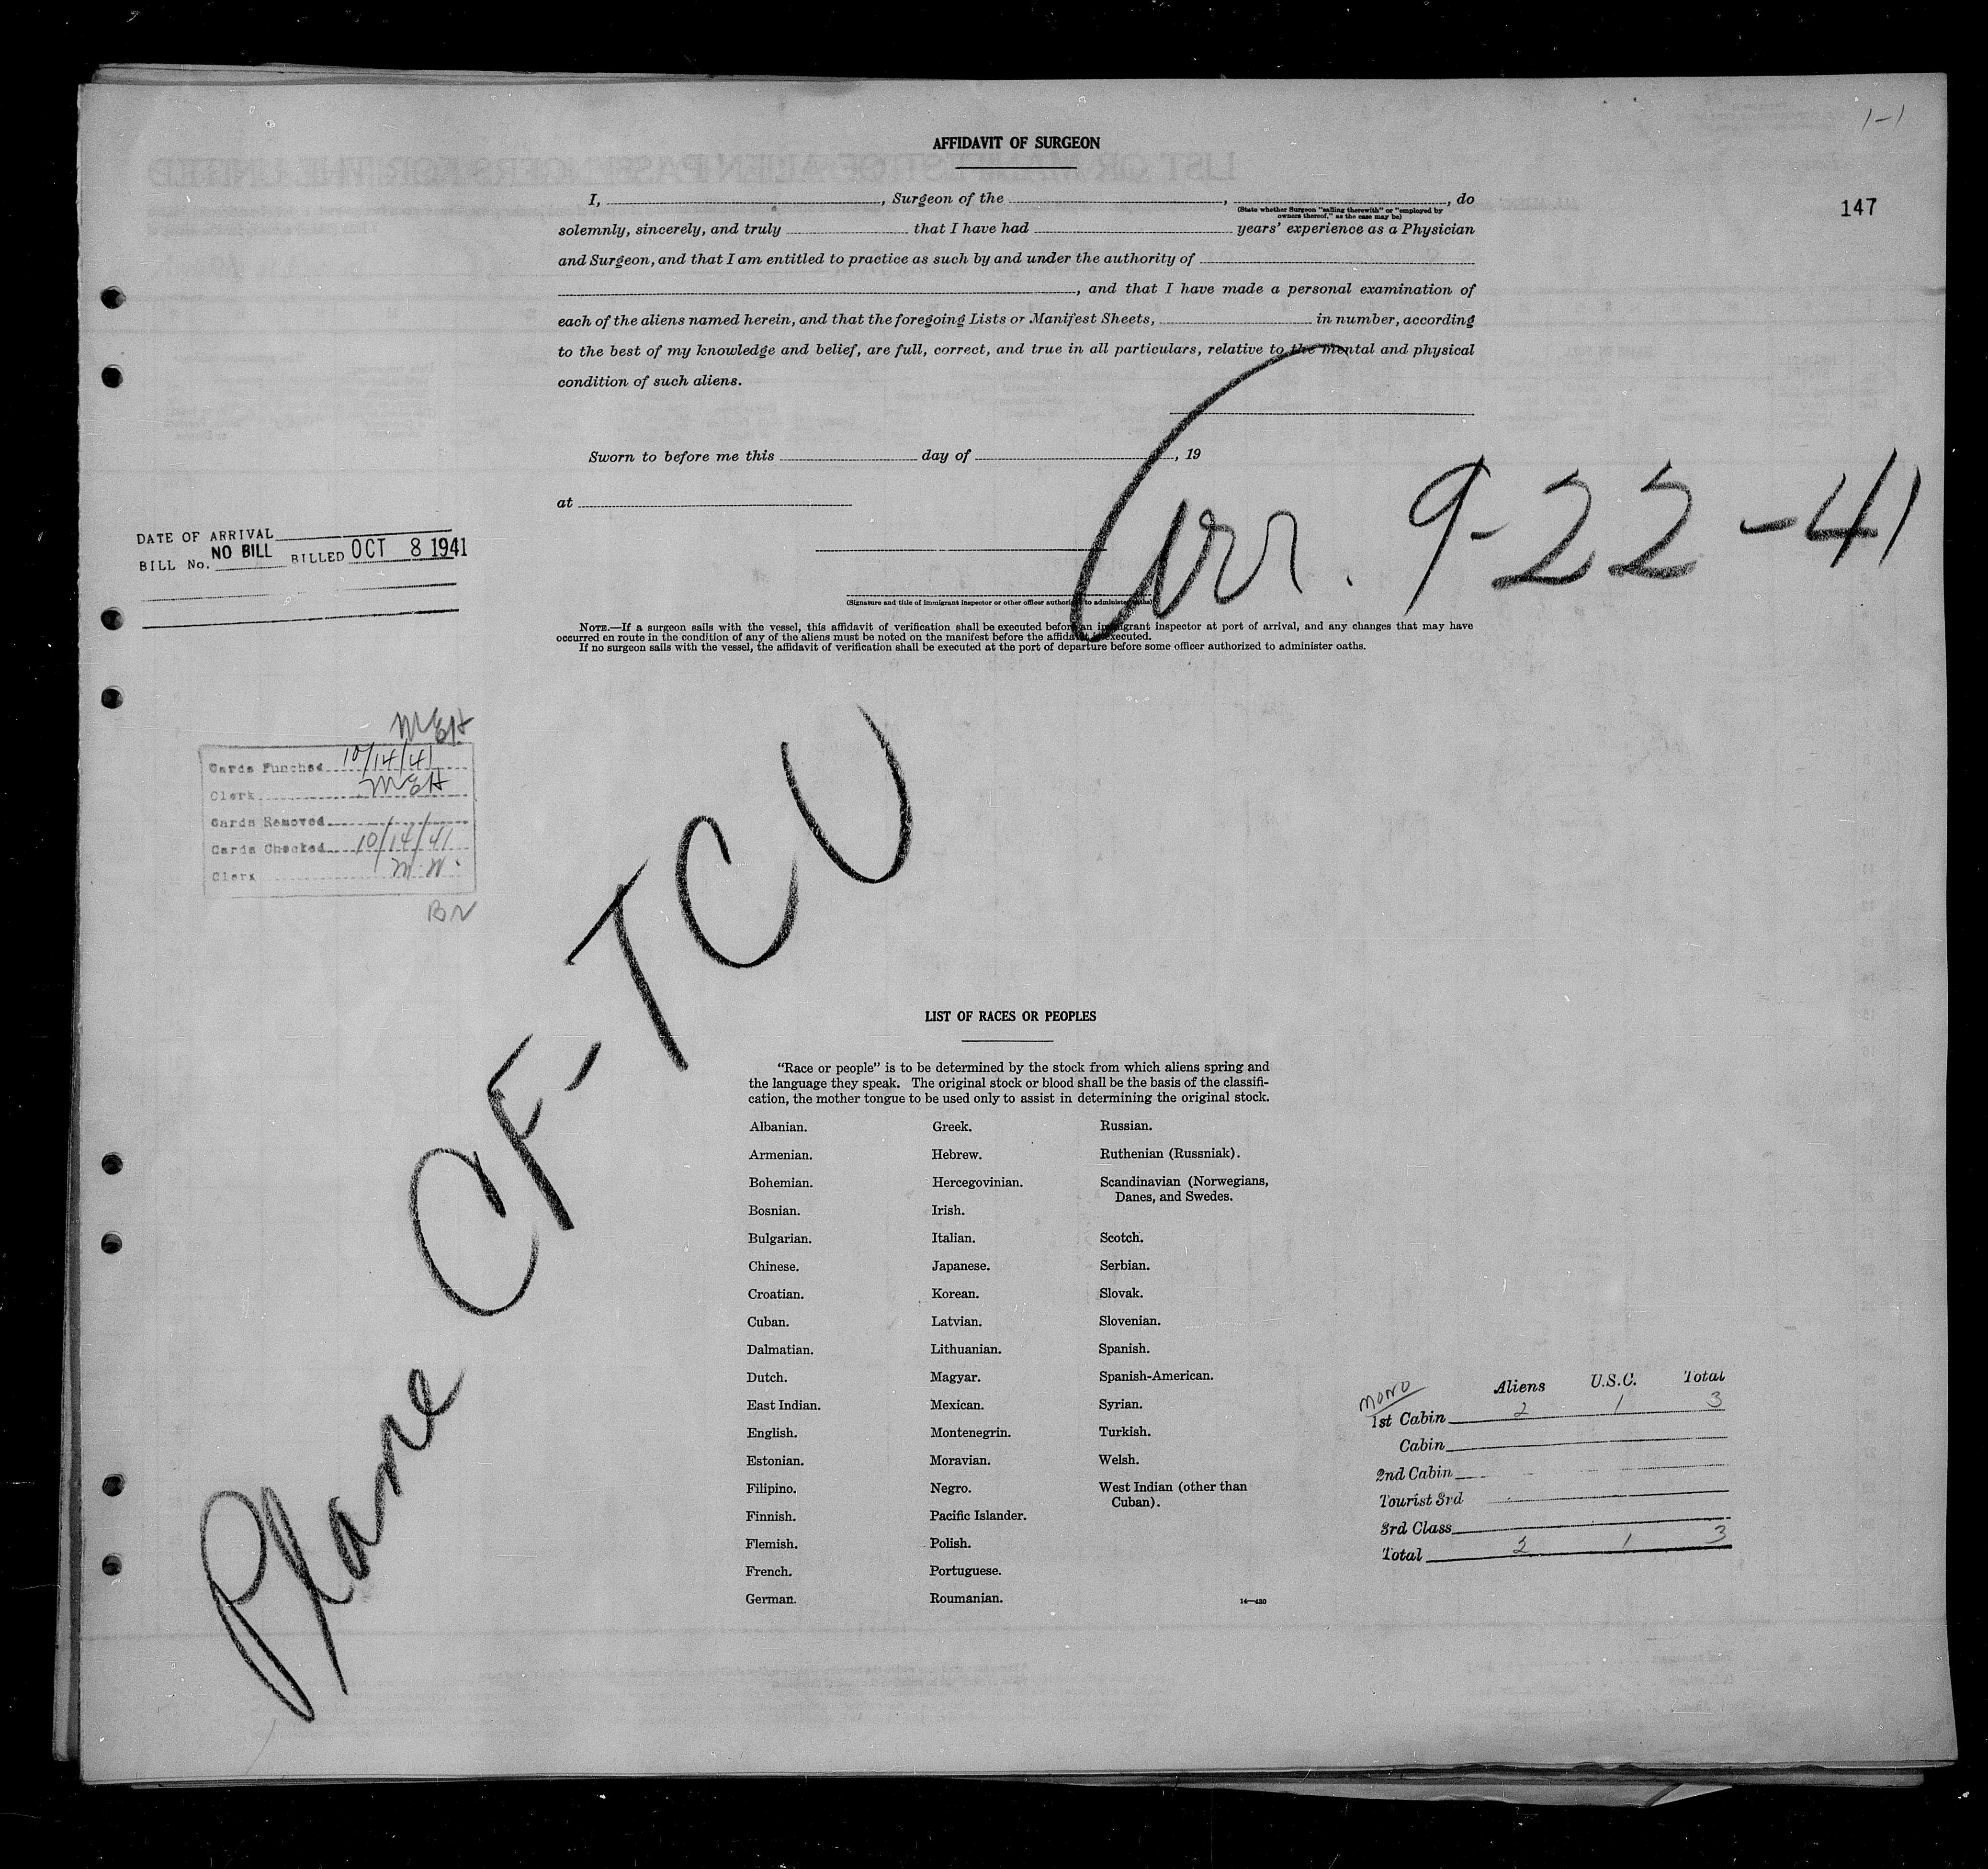 1-1
147
AFFIDAVIT OF SURGEON
I, , Surgeon of the , , do
(State whether Surgeon "sailing therewith" or "employed by
owners thereof," as the case may be)
solemnly, sincerely, and truly that I have had years' experience as a Physician
and Surgeon, and that I am entitled to practice as such by and under the authority of
, and that I have made a personal examination of
each of the aliens named herein, and that the foregoing Lists or Manifest Sheets, in number, according
to the best of my knowledge and belief, are full, correct, and true in all particulars, relative to the mental and physical
condition of such aliens.
Sworn to before me this day of , 19
at
Arr. 9-22-41
DATE OF ARRIVAL
BILL No. NO BILL BILLED OCT 8 1941
(Signature and title of immigrant inspector or other officer authorized to administer oaths)
NOTE.—If a surgeon sails with the vessel, this affidavit of verification shall be executed before an immigrant inspector at port of arrival, and any changes that may have
occurred en route in the condition of any of the aliens must be noted on the manifest before the affidavit is executed.
If no surgeon sails with the vessel, the affidavit of verification shall be executed at the port of departure before some officer authorized to administer oaths.
MEH
Cards Punched 10/14/41
Clerk MEH
Cards Removed
Cards Checked 10/14/41
Clerk M.W.
BN
Plane CF-TCU
LIST OF RACES OR PEOPLES
"Race or people" is to be determined by the stock from which aliens spring and
the language they speak. The original stock or blood shall be the basis of the classifi-
cation, the mother tongue to be used only to assist in determining the original stock.
Albanian. Greek. Russian.
Armenian. Hebrew. Ruthenian (Russniak).
Bohemian. Hercegovinian. Scandinavian (Norwegians,
Danes, and Swedes.
Bosnian. Irish.
Bulgarian. Italian. Scotch.
Chinese. Japanese. Serbian.
Croatian. Korean. Slovak.
Cuban. Latvian. Slovenian.
Dalmatian. Lithuanian. Spanish.
Dutch. Magyar. Spanish-American.
East Indian. Mexican. Syrian.
English. Montenegrin. Turkish.
Estonian. Moravian. Welsh.
Filipino. Negro. West Indian (other than
Cuban).
Finnish. Pacific Islander.
Flemish. Polish.
French. Portuguese.
German. Roumanian.
14—430
MONO Aliens U.S.C. Total
1st Cabin 2 1 3
Cabin
2nd Cabin
Tourist 3rd
3rd Class
Total 2 1 3